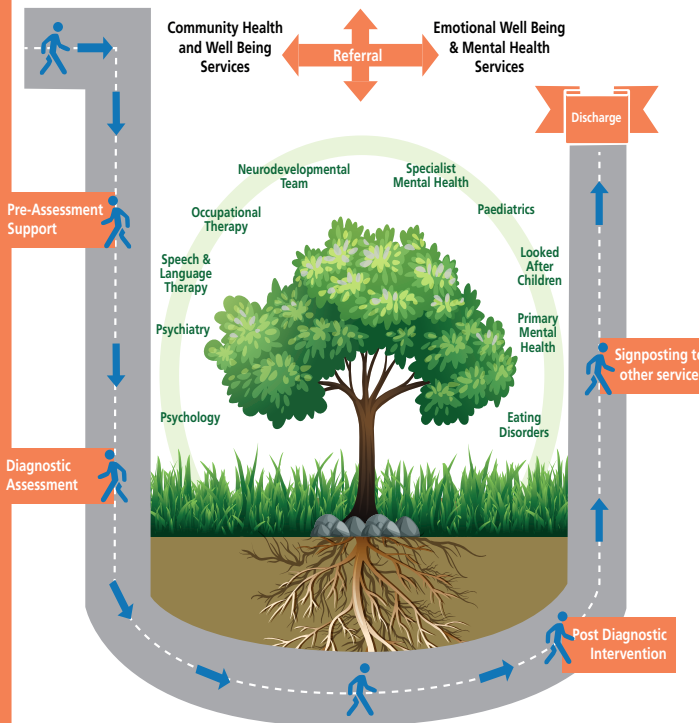 Community Health
and Well Being
Services
Referral
Emotional Well Being
& Mental Health
Services
Discharge
Neurodevelopmental
Team
Specialist
Mental Health
Occupational
Therapy
Paediatrics
Pre-Assessment
Support
Speech &
Language
Therapy
Looked
After
Children
Psychiatry
Primary
Mental
Health
Signposting to
other service
Psychology
Eating
Disorders
Diagnostic
Assessment
Post Diagnostic
Intervention